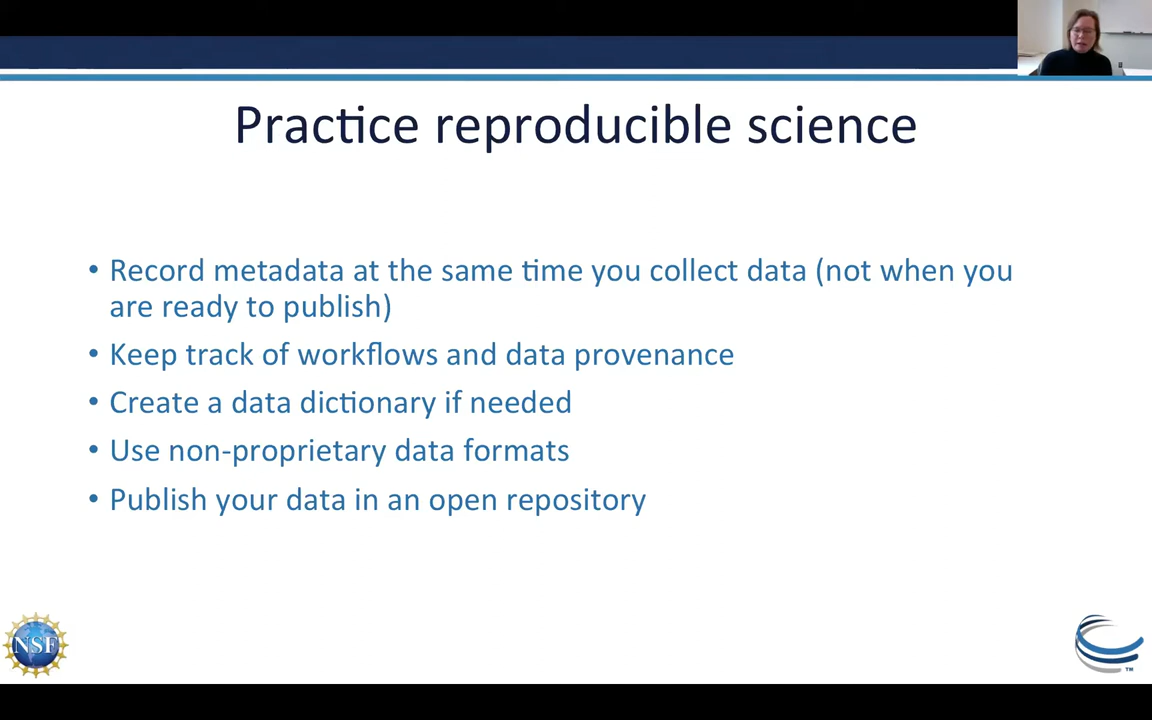 Practice reproducible science
• Record metadata at the same time you collect data (not when you
are ready to publish)
• Keep track of workflows and data provenance
• Create a data dictionary if needed
• Use non-proprietary data formats
• Publish your data in an open repository
NSF
TM